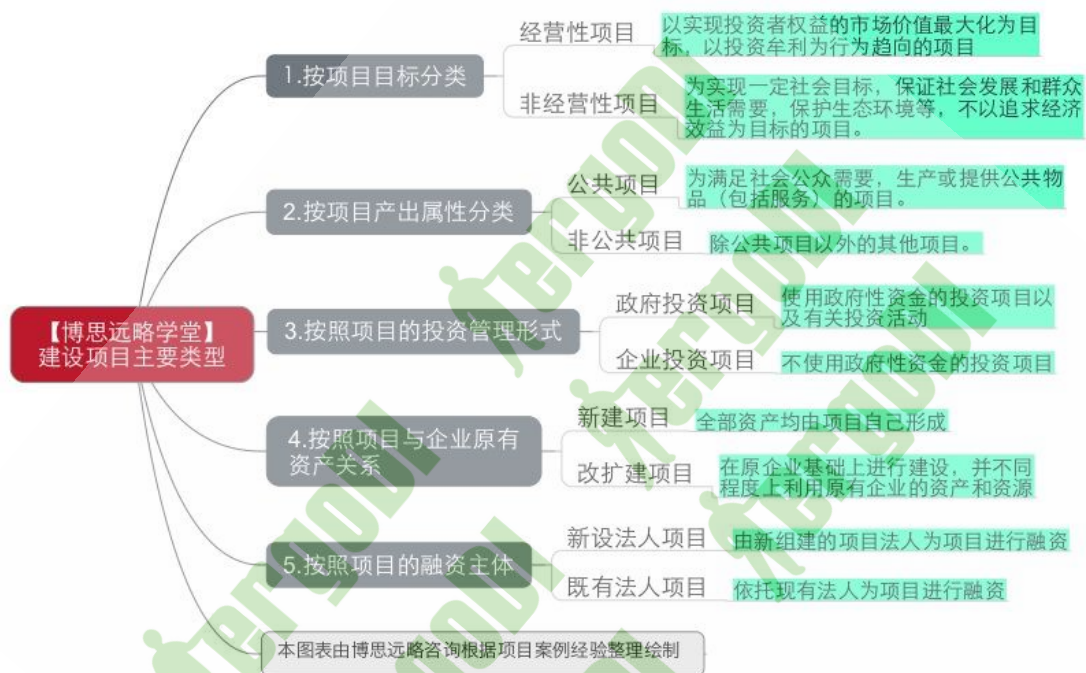 【博思远略学堂】
建设项目主要类型
1.按项目目标分类
经营性项目
以实现投资者权益的市场价值最大化为目
标，以投资牟利为行为趋向的项目
非经营性项目
为实现一定社会目标，保证社会发展和群众
生活需要，保护生态环境等，不以追求经济
效益为目标的项目。
2.按项目产出属性分类
公共项目
为满足社会公众需要，生产或提供公共物
品（包括服务）的项目。
非公共项目
除公共项目以外的其他项目。
3.按照项目的投资管理形式
政府投资项目
使用政府性资金的投资项目以
及有关投资活动
企业投资项目
不使用政府性资金的投资项目
4.按照项目与企业原有
资产关系
新建项目
全部资产均由项目自己形成
改扩建项目
在原企业基础上进行建设，并不同
程度上利用原有企业的资产和资源
5.按照项目的融资主体
新设法人项目
由新组建的项目法人为项目进行融资
既有法人项目
依托现有法人为项目进行融资
本图表由博思远略咨询根据项目案例经验整理绘制